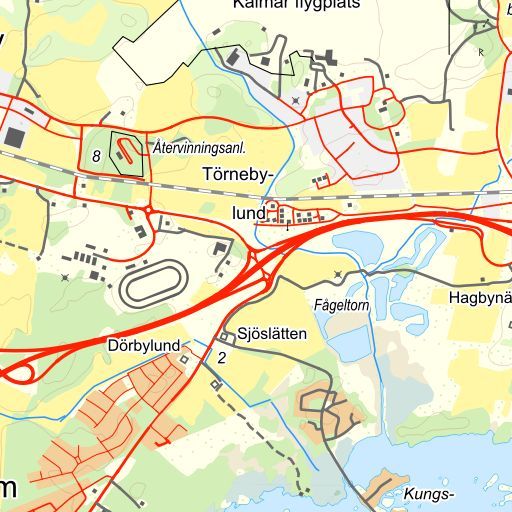 Kalmar flygplats
y
b
8
Återvinningsanl.
Törneby-
lund
Fågeltorn
Hagbynä
Dörbylund
Sjöslätten
2
m
Kungs-